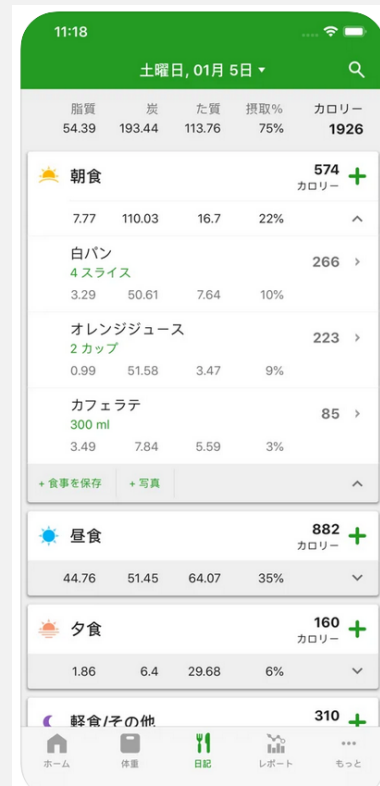 11:18
土曜日, 01月 5日
脂質 炭 た質 摂取% カロリー
54.39 193.44 113.76 75% 1926
朝食 574
カロリー
7.77 110.03 16.7 22%
白パン
4 スライス 266
3.29 50.61 7.64 10%
オレンジジュース
2 カップ 223
0.99 51.58 3.47 9%
カフェラテ
300 ml 85
3.49 7.84 5.59 3%
+ 食事を保存 + 写真
昼食 882
カロリー
44.76 51.45 64.07 35%
夕食 160
カロリー
1.86 6.4 29.68 6%
軽食/その他 310
ホーム 体重 日記 レポート もっと